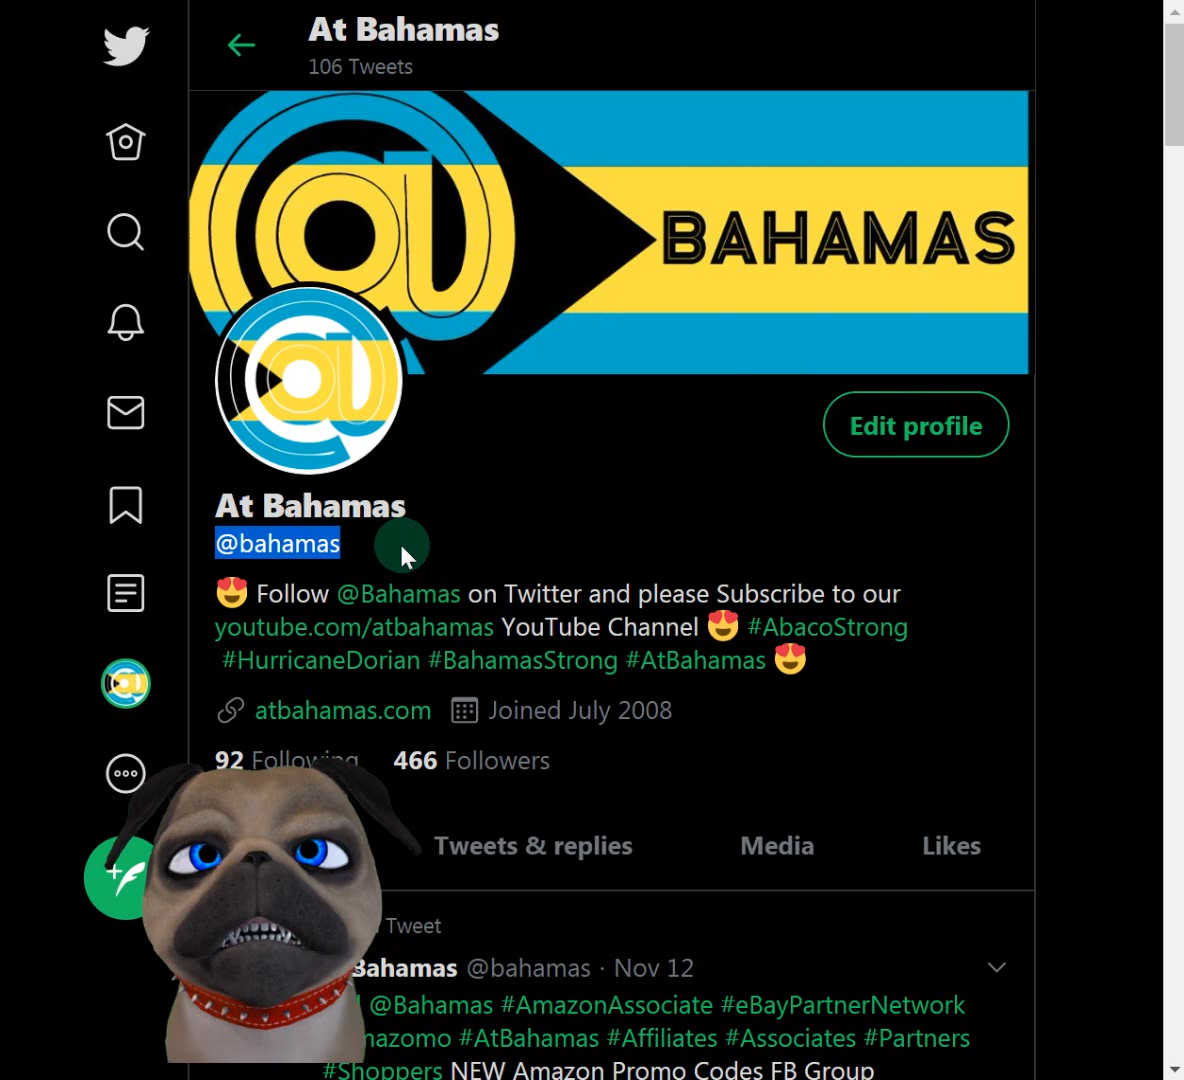 At Bahamas
106 Tweets
@ BAHAMAS
@
Edit profile
At Bahamas
@bahamas
😍 Follow @Bahamas on Twitter and please Subscribe to our
youtube.com/atbahamas YouTube Channel 😍 #AbacoStrong
#HurricaneDorian #BahamasStrong #AtBahamas 😍
atbahamas.com Joined July 2008
92 Following 466 Followers
Tweets & replies Media Likes
Tweet
Bahamas @bahamas · Nov 12
@Bahamas #AmazonAssociate #eBayPartnerNetwork
#AtBahamas #Affiliates #Associates #Partners
#Shoppers NEW Amazon Promo Codes FB Group